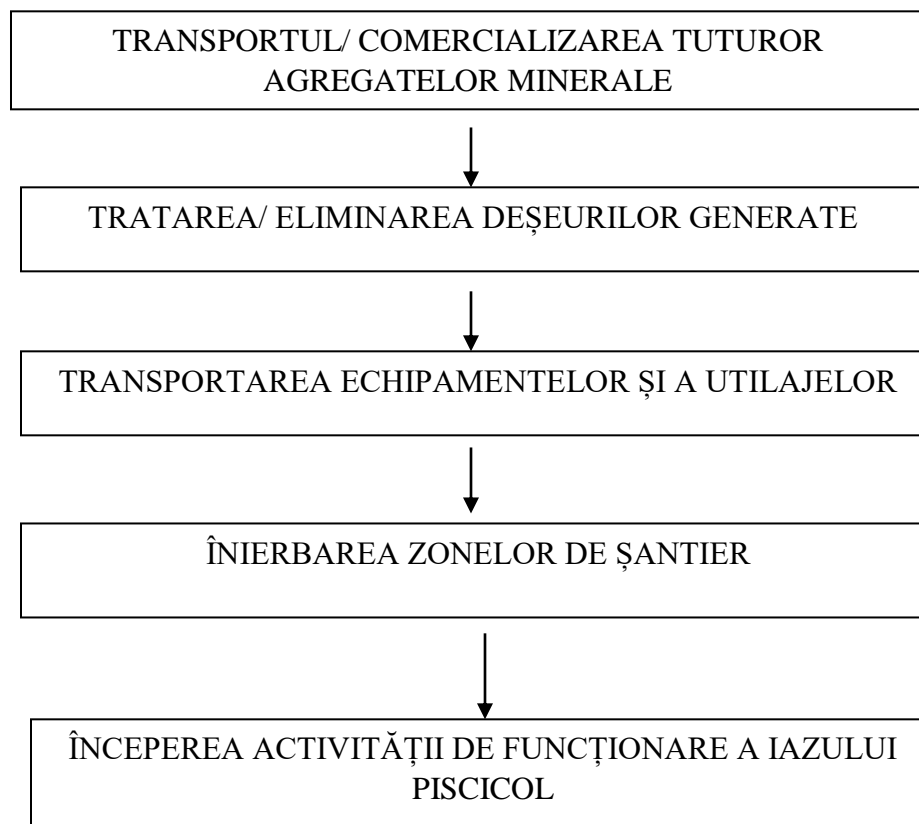 TRANSPORTUL/ COMERCIALIZAREA TUTUROR
AGREGATELOR MINERALE
TRATAREA/ ELIMINAREA DEȘEURILOR GENERATE
TRANSPORTAREA ECHIPAMENTELOR ȘI A UTILAJELOR
ÎNIERBAREA ZONELOR DE ȘANTIER
ÎNCEPEREA ACTIVITĂȚII DE FUNCȚIONARE A IAZULUI
PISCICOL